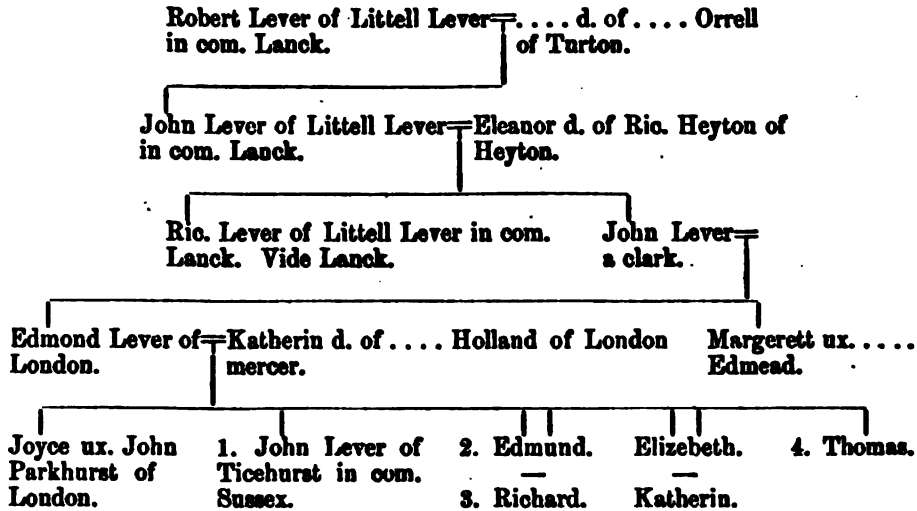 Robert Lever of Littell Lever=. . . . d. of . . . . Orrell
in com. Lanck. of Turton.
John Lever of Littell Lever=Eleanor d. of Ric. Heyton of
in com. Lanck. Heyton.
Ric. Lever of Littell Lever in com. John Lever=
Lanck. Vide Lanck. a clark.
Edmond Lever of=Katherin d. of . . . . Holland of London Margerett ux. . . . .
London. mercer. Edmead.
Joyce ux. John 1. John Lever of 2. Edmund. Elizebeth. 4. Thomas.
Parkhurst of Ticehurst in com. — —
London. Sussex. 3. Richard. Katherin.